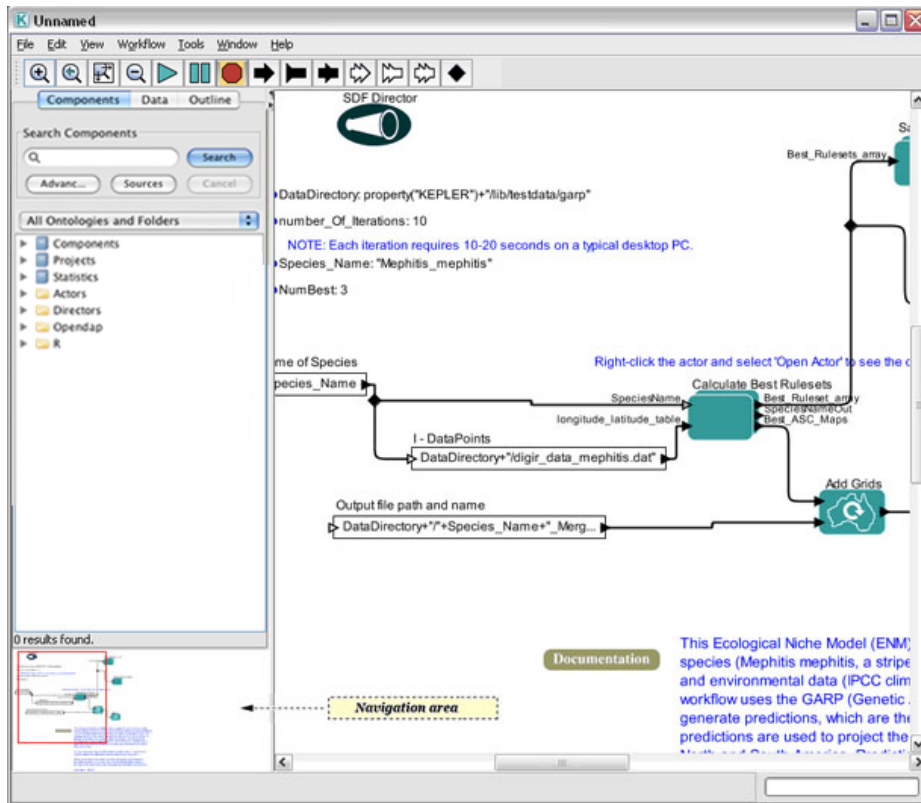 Unnamed
File Edit View Workflow Tools Window Help
Components Data Outline
Search Components
Search
Advanc... Sources Cancel
All Ontologies and Folders
Components
Projects
Statistics
Actors
Directors
Opendap
R
0 results found.
SDF Director
DataDirectory: property("KEPLER")+"/lib/testdata/garp"
number_Of_Iterations: 10
NOTE: Each iteration requires 10-20 seconds on a typical desktop PC.
Species_Name: "Mephitis_mephitis"
NumBest: 3
Best_Rulesets_array
Sa
me of Species
pecies_Name
Right-click the actor and select 'Open Actor' to see the c
Calculate Best Rulesets
SpeciesName
longitude_latitude_table
Best_Ruleset_array
SpeciesNameOut
Best_ASC_Maps
I - DataPoints
DataDirectory+"/digir_data_mephitis.dat"
Add Grids
Output file path and name
DataDirectory+"/"+Species_Name+"_Merg...
Documentation
This Ecological Niche Model (ENM)
species (Mephitis mephitis, a stripe
and environmental data (IPCC clim
workflow uses the GARP (Genetic
generate predictions, which are the
predictions are used to project the
Navigation area